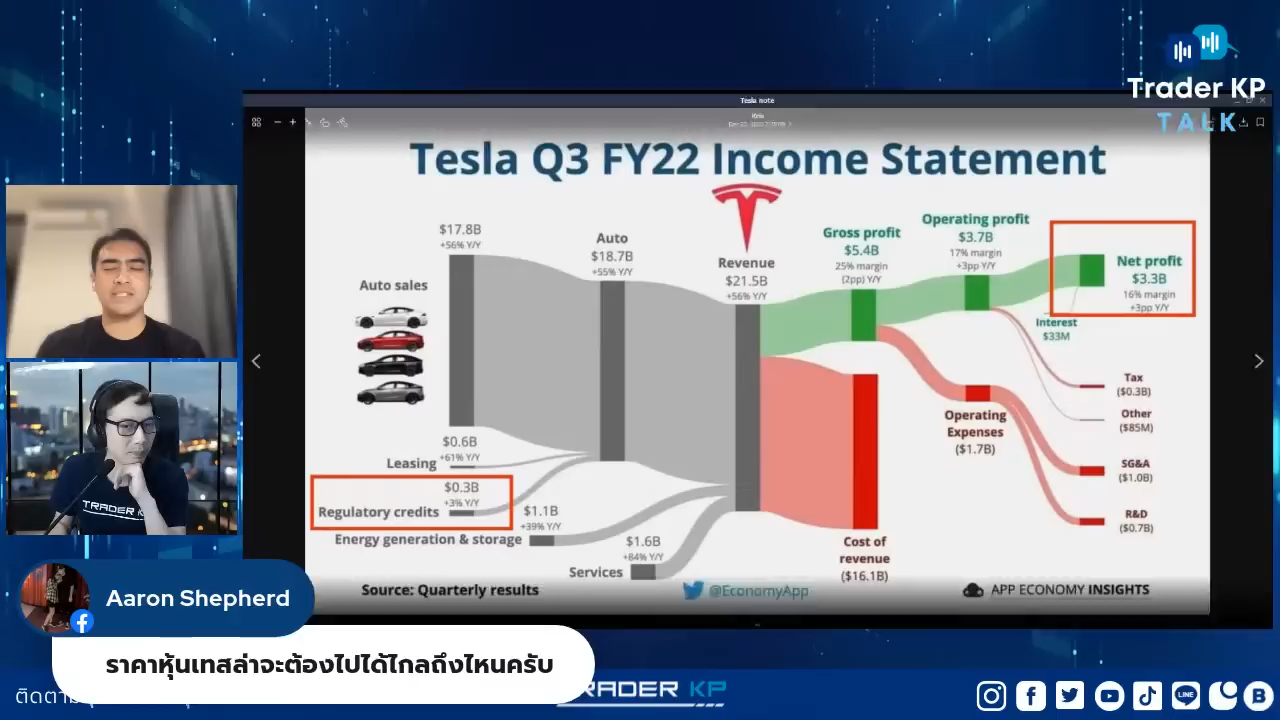 Trader KP
TALK
Tesla note
Tesla Q3 FY22 Income Statement
$17.8B
+56% Y/Y
Auto sales
Auto
$18.7B
+55% Y/Y
Revenue
$21.5B
+56% Y/Y
Gross profit
$5.4B
25% margin
(2pp) Y/Y
Operating profit
$3.7B
17% margin
+3pp Y/Y
Net profit
$3.3B
16% margin
+3pp Y/Y
Interest
$33M
Tax
($0.3B)
Other
($85M)
Operating
Expenses
($1.7B)
SG&A
($1.0B)
R&D
($0.7B)
$0.6B
+61% Y/Y
Leasing
$0.3B
+3% Y/Y
Regulatory credits
$1.1B
+39% Y/Y
Energy generation & storage
$1.6B
+84% Y/Y
Services
Cost of
revenue
($16.1B)
Source: Quarterly results
@EconomyApp
APP ECONOMY INSIGHTS
TRADER K
Aaron Shepherd
ราคาหุ้นเทสล่าจะต้องไปได้ไกลถึงไหนครับ
RADER KP
LINE